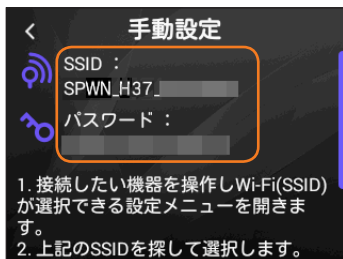 < 手動設定
SSID :
SPWN_H37_
パスワード :
1. 接続したい機器を操作しWi-Fi(SSID)
が選択できる設定メニューを開きま
す。
2. 上記のSSIDを探して選択します。